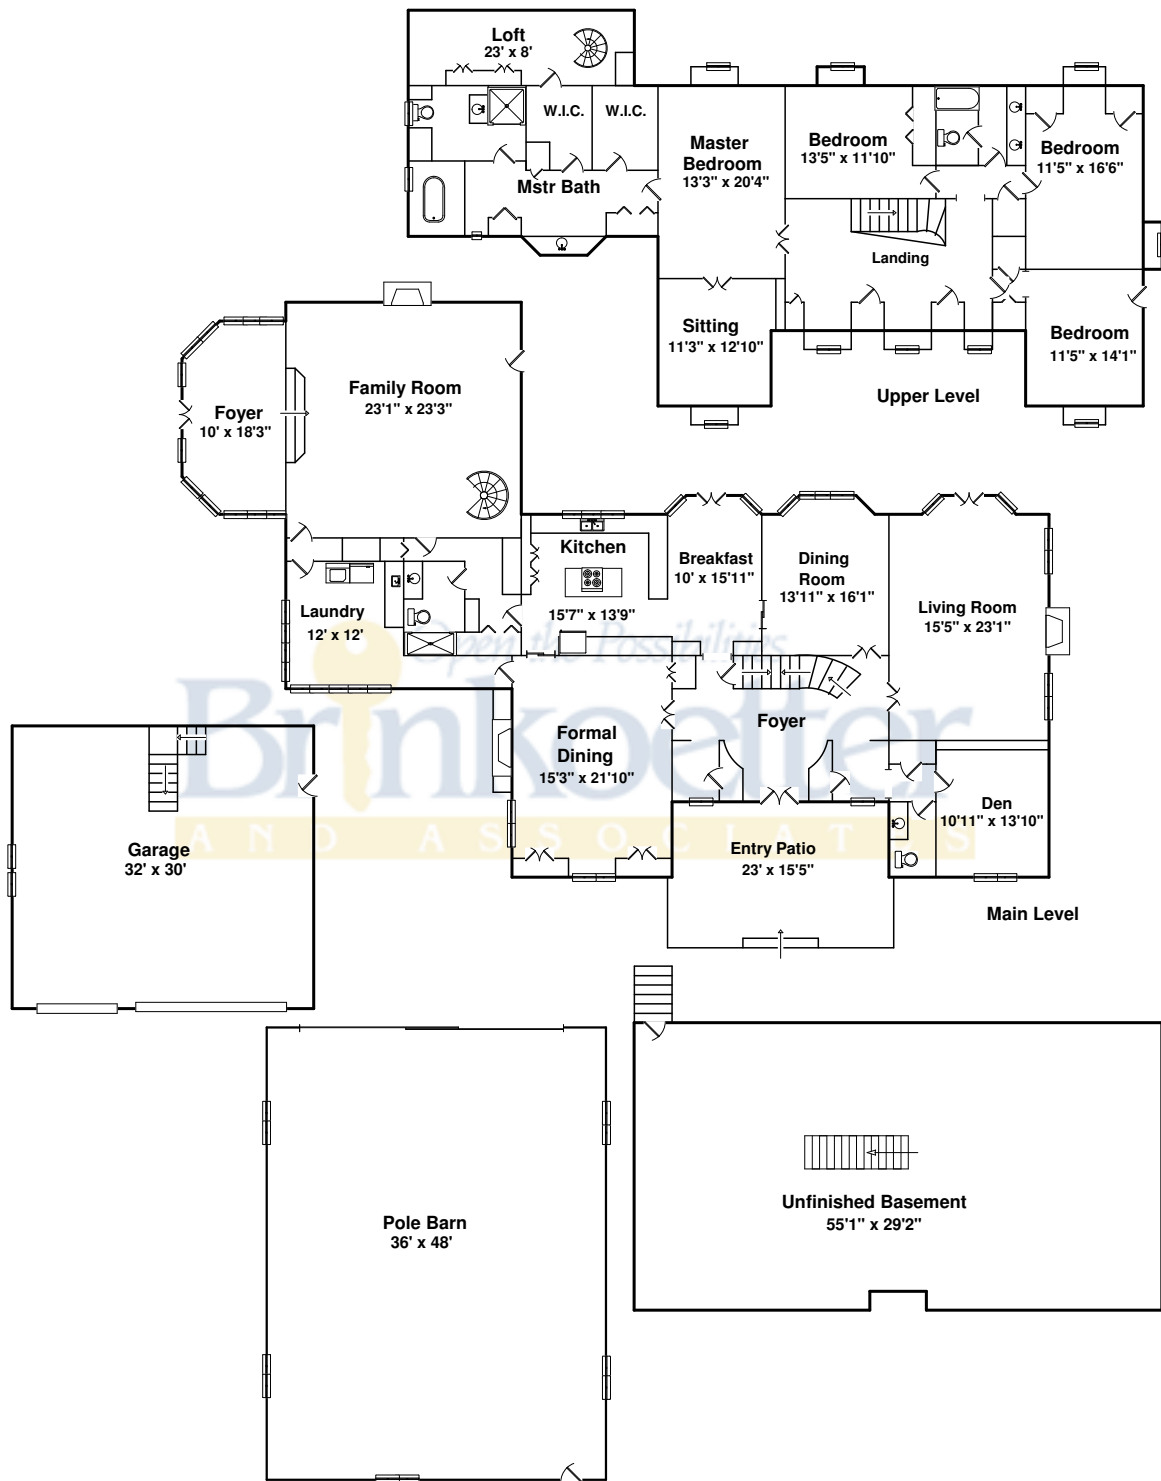 Loft
23' x 8'
W.I.C.
W.I.C.
Mstr Bath
Master
Bedroom
13'3" x 20'4"
Bedroom
13'5" x 11'10"
Bedroom
11'5" x 16'6"
Landing
Sitting
11'3" x 12'10"
Bedroom
11'5" x 14'1"
Upper Level
Family Room
23'1" x 23'3"
Foyer
10' x 18'3"
Kitchen
15'7" x 13'9"
Breakfast
10' x 15'11"
Dining
Room
13'11" x 16'1"
Living Room
15'5" x 23'1"
Laundry
12' x 12'
Open the Possibilities
Brinkoetter
AND ASSOCIATES
Foyer
Formal
Dining
15'3" x 21'10"
Den
10'11" x 13'10"
Entry Patio
23' x 15'5"
Main Level
Garage
32' x 30'
Pole Barn
36' x 48'
Unfinished Basement
55'1" x 29'2"